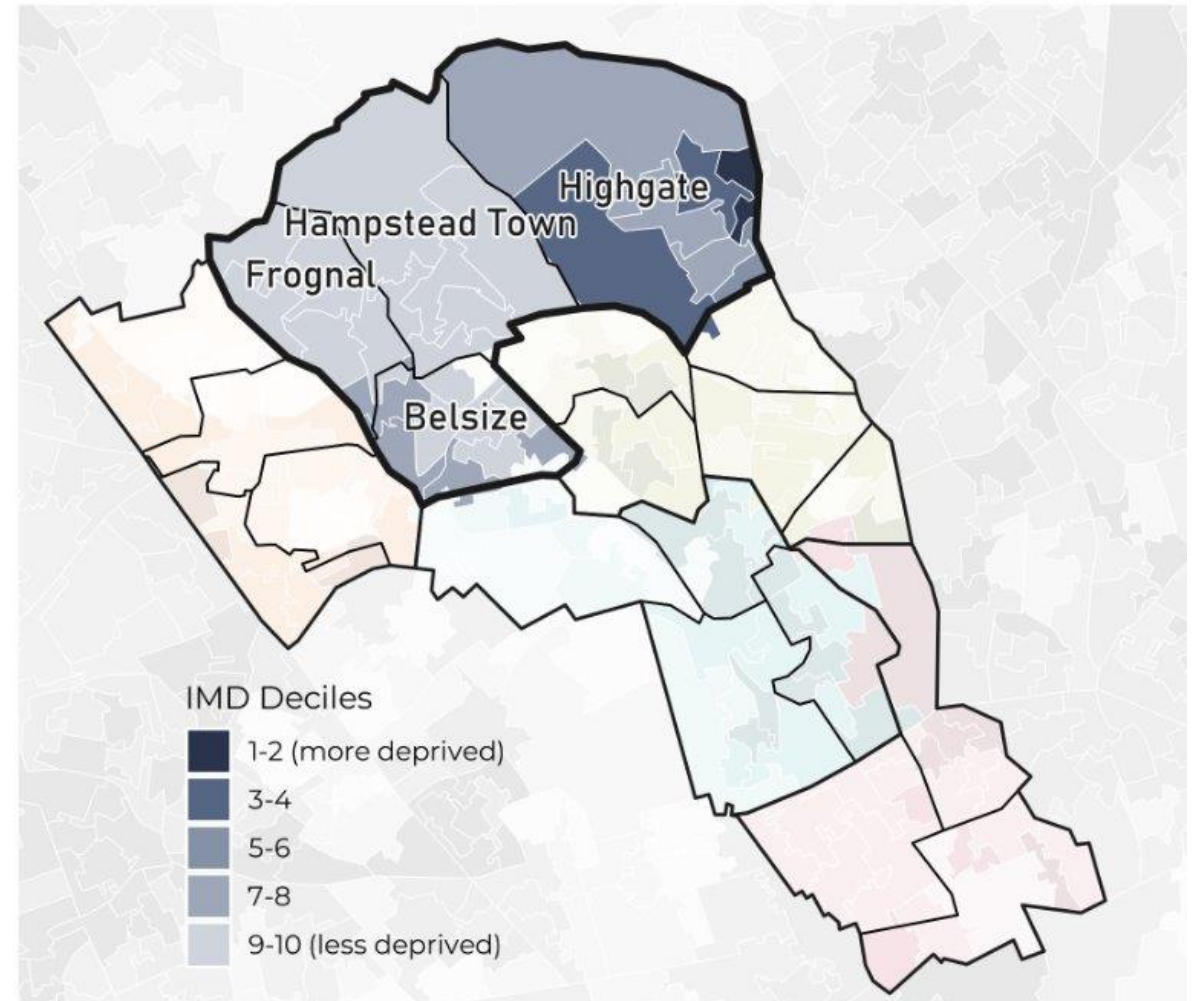 Highgate
Hampstead Town
Frognal
Belsize
IMD Deciles
1-2 (more deprived)
3-4
5-6
7-8
9-10 (less deprived)